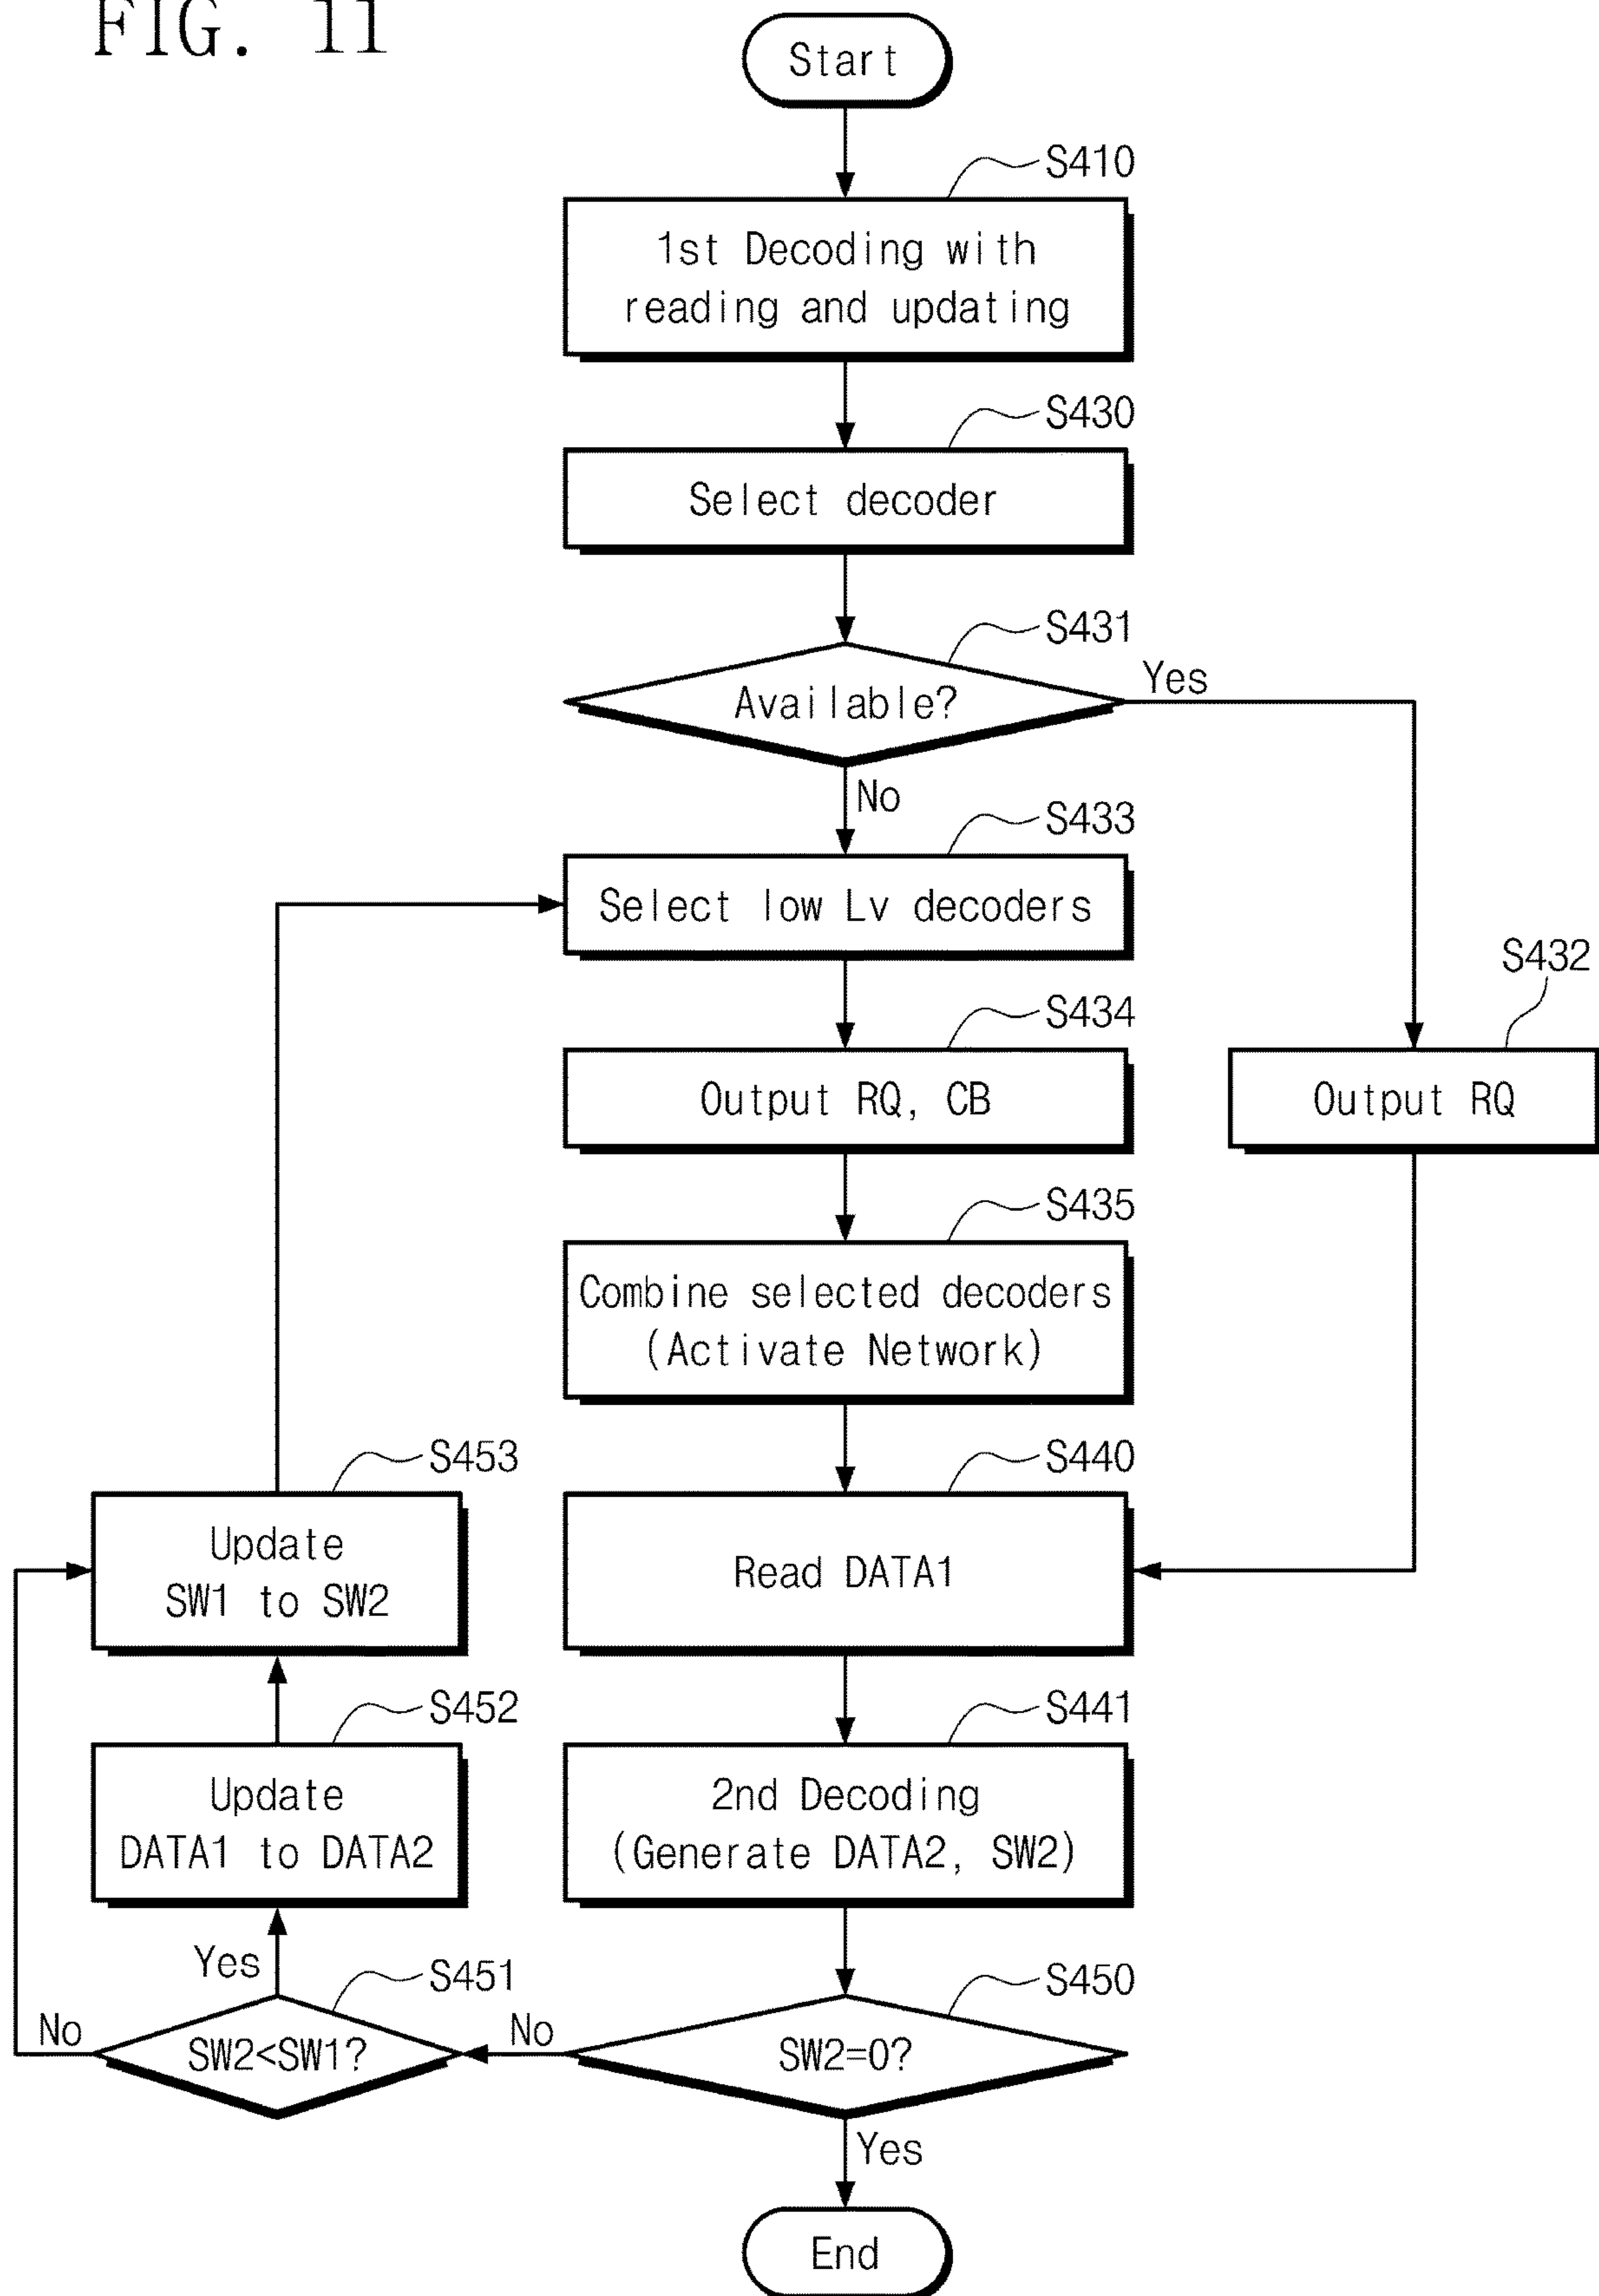 FIG. 11
Start
S410
1st Decoding with
reading and updating
S430
Select decoder
S431
Available?
Yes
No
S433
Select low Lv decoders
S432
S434
Output RQ, CB
Output RQ
S435
Combine selected decoders
(Activate Network)
S453
Update
SW1 to SW2
S440
Read DATA1
S452
Update
DATA1 to DATA2
S441
2nd Decoding
(Generate DATA2, SW2)
Yes
S451
No
SW2<SW1?
No
S450
SW2=0?
Yes
End